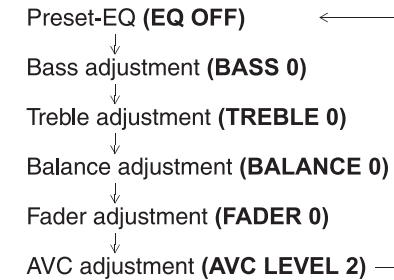 Preset-EQ (EQ OFF)
Bass adjustment (BASS 0)
Treble adjustment (TREBLE 0)
Balance adjustment (BALANCE 0)
Fader adjustment (FADER 0)
AVC adjustment (AVC LEVEL 2)